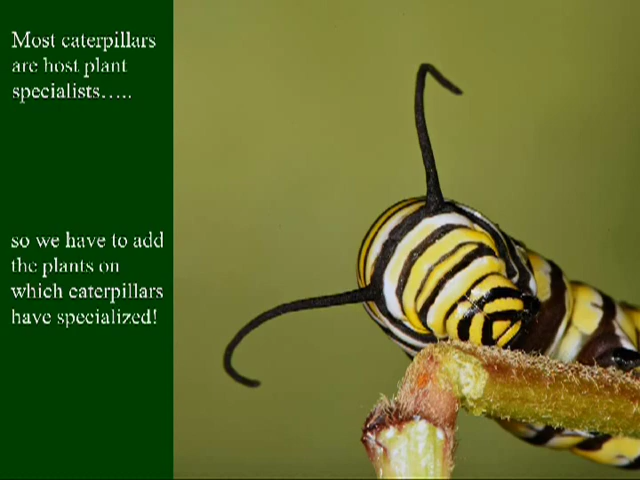 Most caterpillars
are host plant
specialists.....
so we have to add
the plants on
which caterpillars
have specialized!